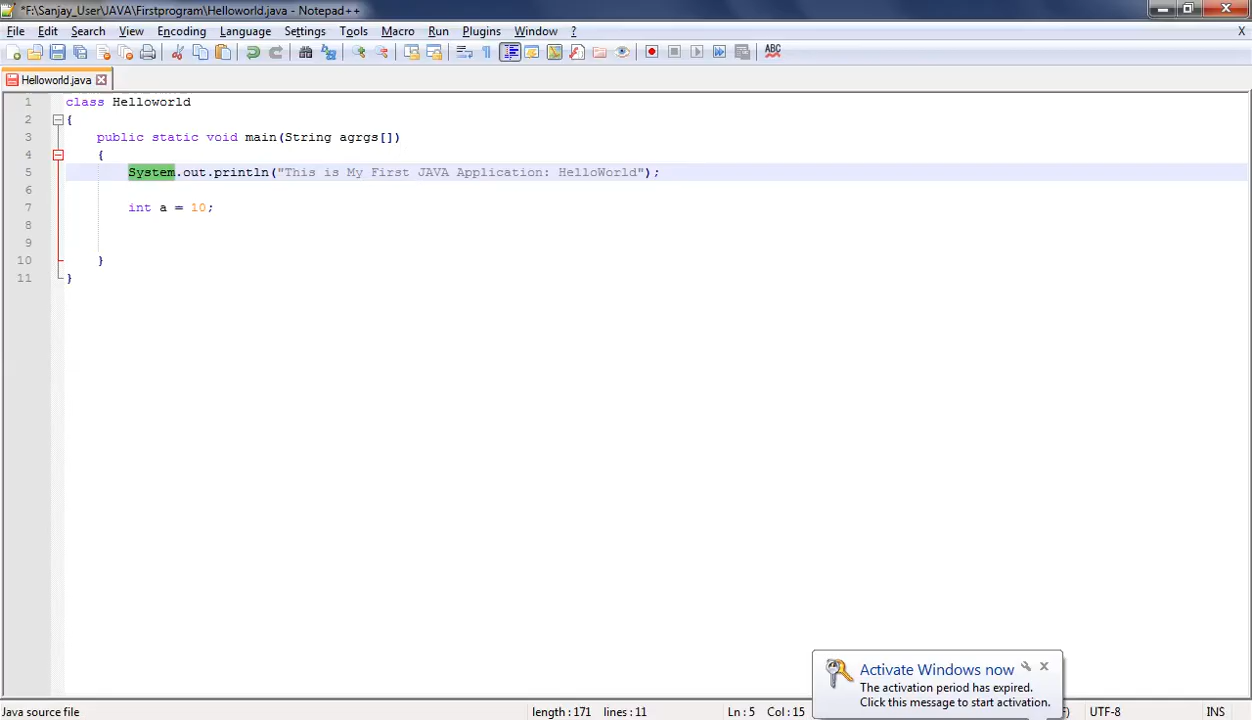 *F:\Sanjay_User\JAVA\Firstprogram\Helloworld.java - Notepad++
File Edit Search View Encoding Language Settings Tools Macro Run Plugins Window ? X
Helloworld.java
1 class Helloworld
2 {
3 public static void main(String agrgs[])
4 {
5 System.out.println("This is My First JAVA Application: HelloWorld");
6
7 int a = 10;
8
9
10 }
11 }
Activate Windows now
The activation period has expired.
Click this message to start activation.
Java source file length : 171 lines : 11 Ln : 5 Col : 15 UTF-8 INS